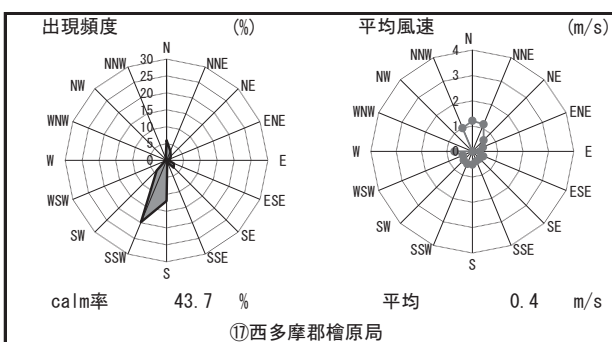 出現頻度 (%) 平均風速 (m/s)
N N
NNW 30 NNE NNW 4 NNE
NW 25 NE NW 3 NE
20
WNW 15 ENE WNW 2 ENE
10 1
5
W 0 E W 0 E
WSW ESE WSW ESE
SW SE SW SE
SSW SSE SSW SSE
S S
calm率 43.7 % 平均 0.4 m/s
⑰西多摩郡檜原局